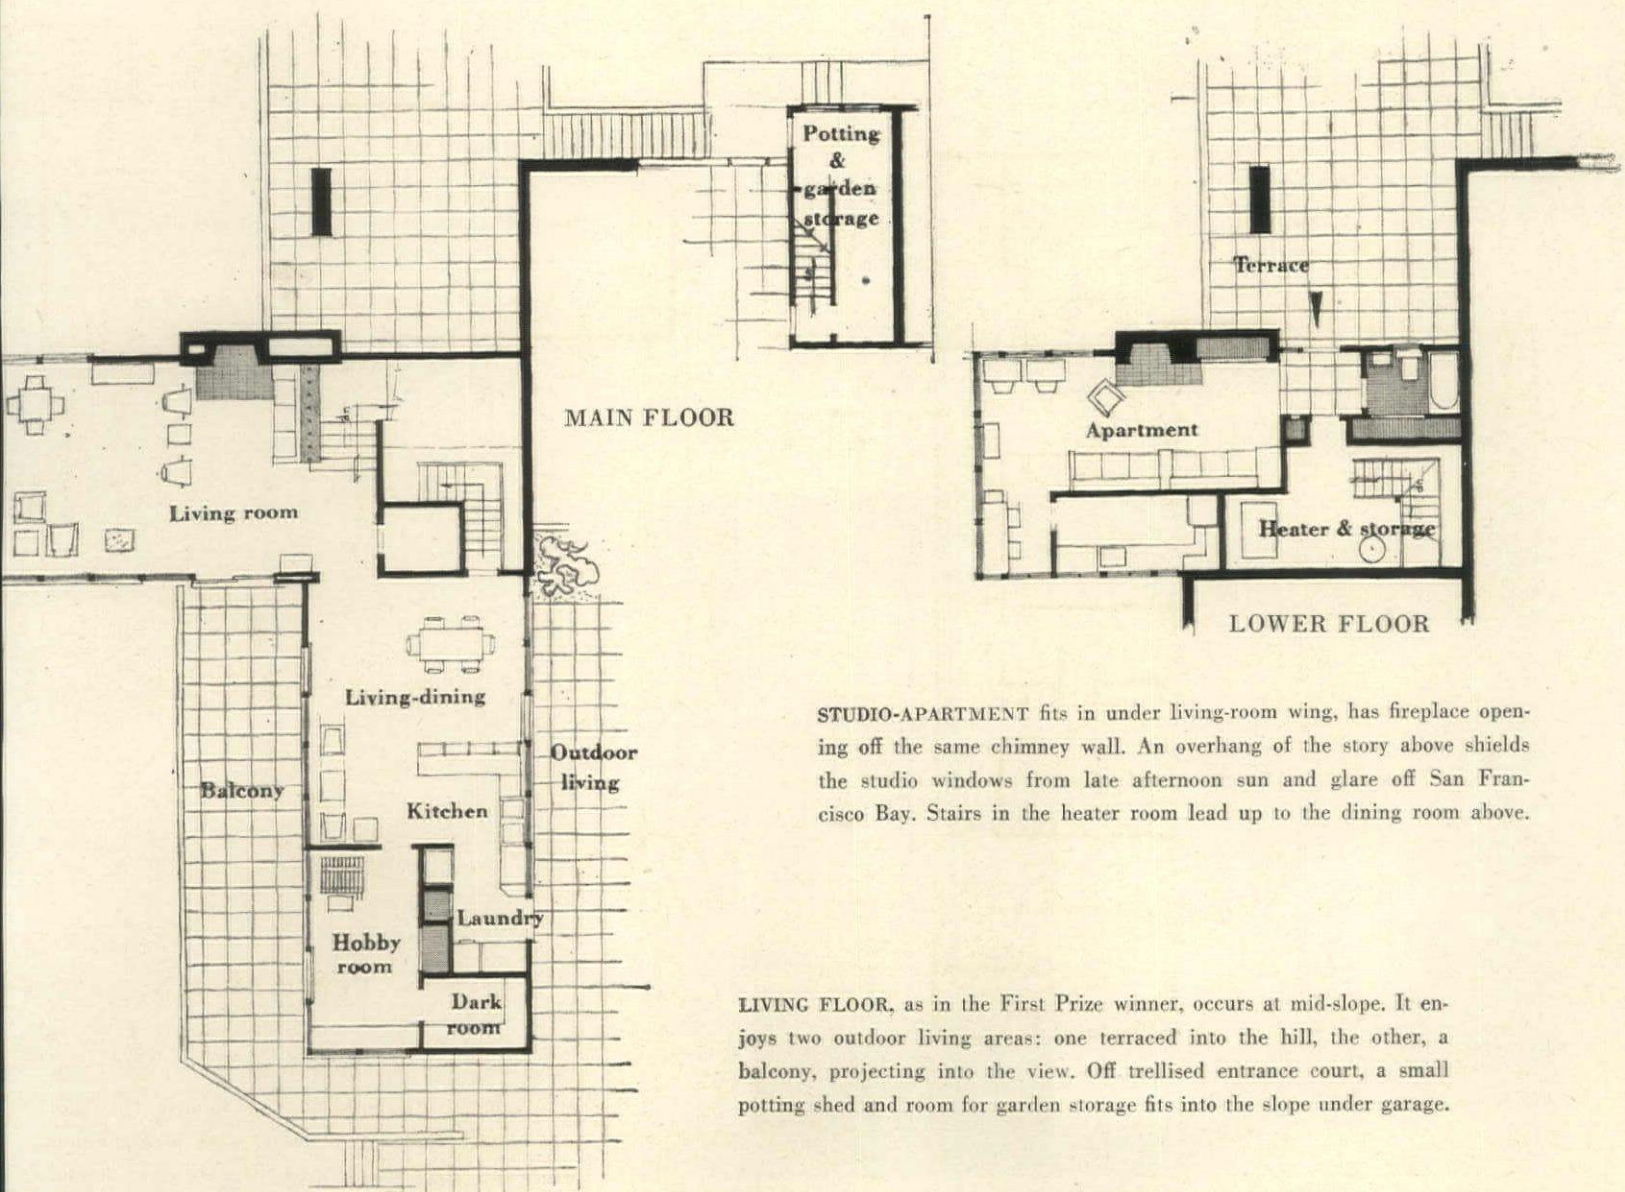 Potting
&
garden
storage
Terrace
MAIN FLOOR
Apartment
Living room
Heater & storage
LOWER FLOOR
Living-dining
Outdoor
living
Balcony
Kitchen
Laundry
Hobby
room
Dark
room
STUDIO-APARTMENT fits in under living-room wing, has fireplace open-
ing off the same chimney wall. An overhang of the story above shields
the studio windows from late afternoon sun and glare off San Fran-
cisco Bay. Stairs in the heater room lead up to the dining room above.
LIVING FLOOR, as in the First Prize winner, occurs at mid-slope. It en-
joys two outdoor living areas: one terraced into the hill, the other, a
balcony, projecting into the view. Off trellised entrance court, a small
potting shed and room for garden storage fits into the slope under garage.